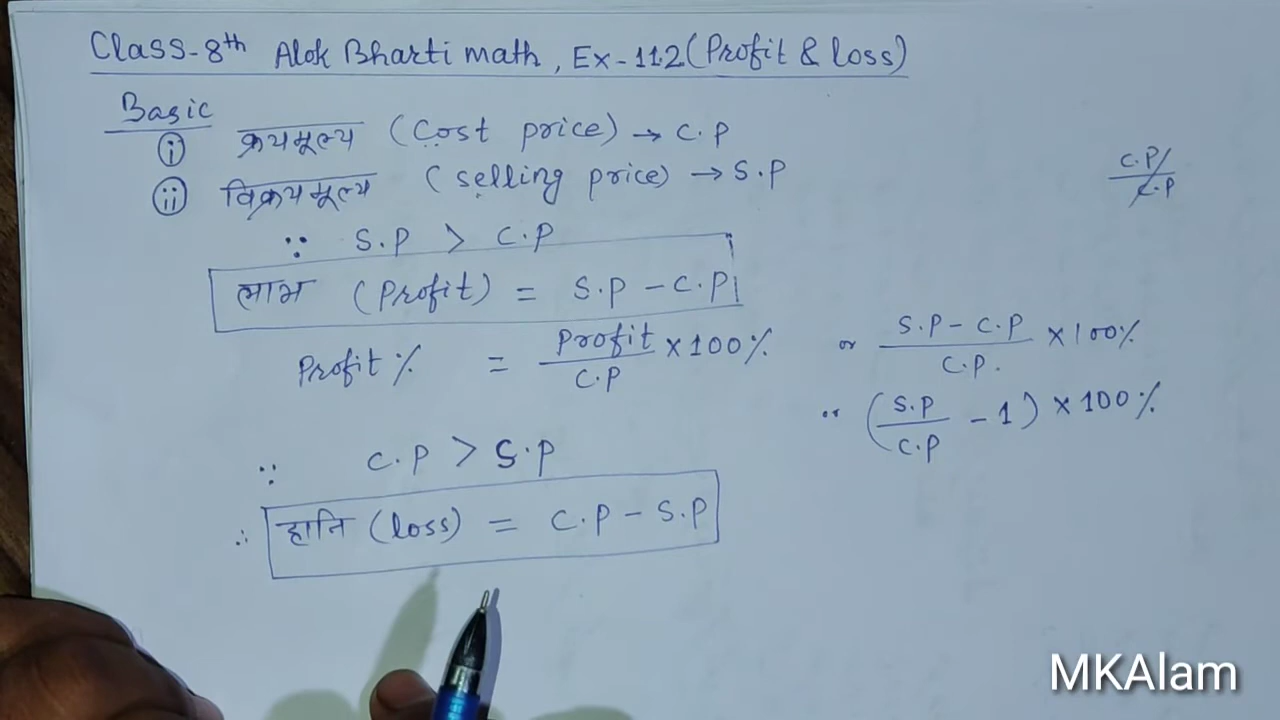 Class-8th Alok Bharti math, Ex-11.2 (Profit & loss)
Basic
(i) क्रयमूल्य (Cost price) → C.P
(ii) विक्रयमूल्य (selling price) → S.P
C.P/C.P
∵ S.P > C.P
लाभ (Profit) = S.P - C.P
Profit % = Profit/C.P × 100% or S.P - C.P/C.P. × 100%
or (S.P/C.P - 1) × 100%
∵ C.P > S.P
∴ हानि (loss) = C.P - S.P
MKAlam